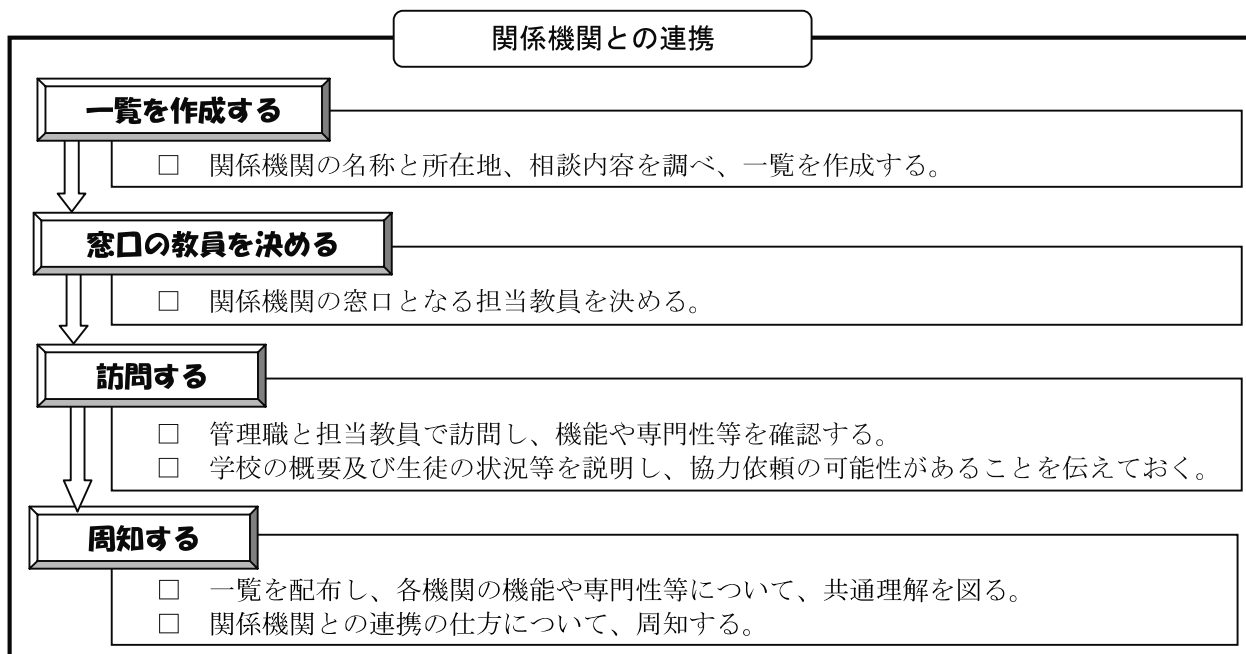 関係機関との連携
一覧を作成する
□ 関係機関の名称と所在地、相談内容を調べ、一覧を作成する。
窓口の教員を決める
□ 関係機関の窓口となる担当教員を決める。
訪問する
□ 管理職と担当教員で訪問し、機能や専門性等を確認する。
□ 学校の概要及び生徒の状況等を説明し、協力依頼の可能性があることを伝えておく。
周知する
□ 一覧を配布し、各機関の機能や専門性等について、共通理解を図る。
□ 関係機関との連携の仕方について、周知する。